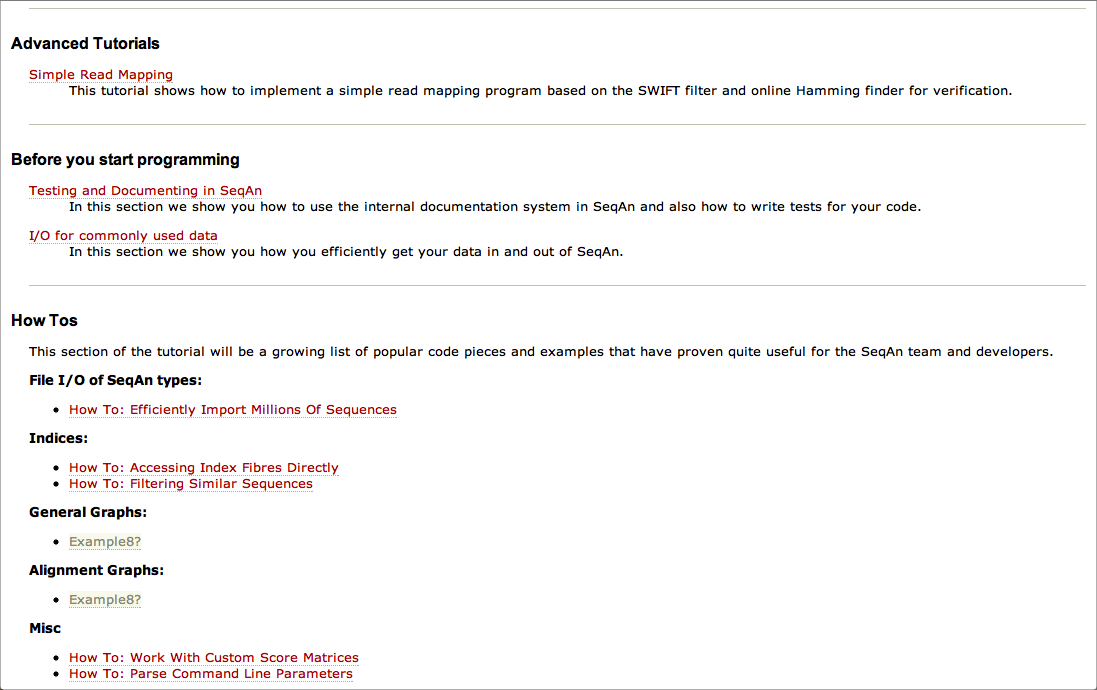 Advanced Tutorials
Simple Read Mapping
This tutorial shows how to implement a simple read mapping program based on the SWIFT filter and online Hamming finder for verification.
Before you start programming
Testing and Documenting in SeqAn
In this section we show you how to use the internal documentation system in SeqAn and also how to write tests for your code.
I/O for commonly used data
In this section we show you how you efficiently get your data in and out of SeqAn.
How Tos
This section of the tutorial will be a growing list of popular code pieces and examples that have proven quite useful for the SeqAn team and developers.
File I/O of SeqAn types:
How To: Efficiently Import Millions Of Sequences
Indices:
How To: Accessing Index Fibres Directly
How To: Filtering Similar Sequences
General Graphs:
Example8?
Alignment Graphs:
Example8?
Misc
How To: Work With Custom Score Matrices
How To: Parse Command Line Parameters